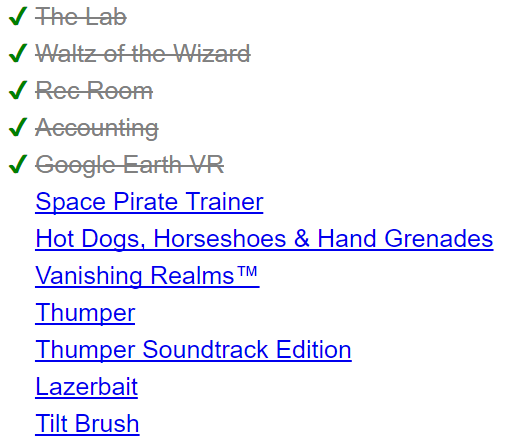 ✔ The Lab
✔ Waltz of the Wizard
✔ Rec Room
✔ Accounting
✔ Google Earth VR
Space Pirate Trainer
Hot Dogs, Horseshoes & Hand Grenades
Vanishing Realms™
Thumper
Thumper Soundtrack Edition
Lazerbait
Tilt Brush